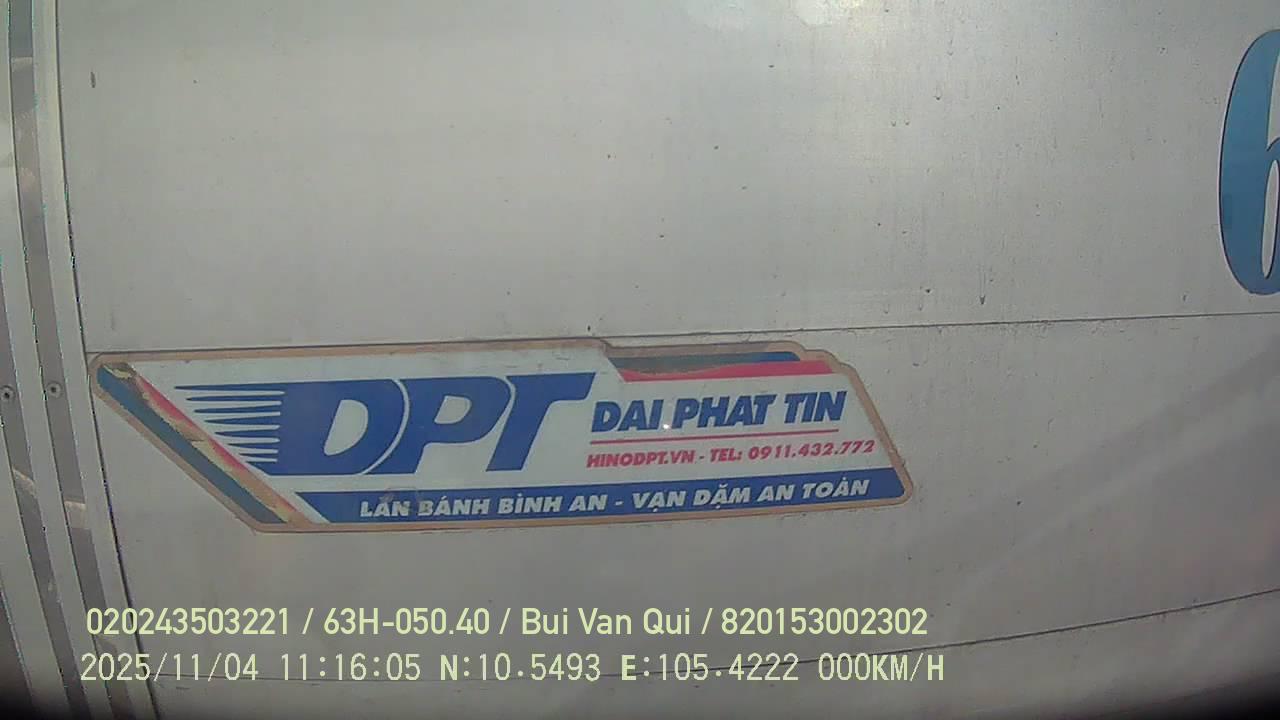 6
DPT
DAI PHAT TIN
HINODPT.VN - TEL: 0911.432.772
LĂN BÁNH BÌNH AN - VẠN DẶM AN TOÀN
020243503221 / 63H-050.40 / Bui Van Qui / 820153002302
2025/11/04 11:16:05 N:10.5493 E:105.4222 000KM/H